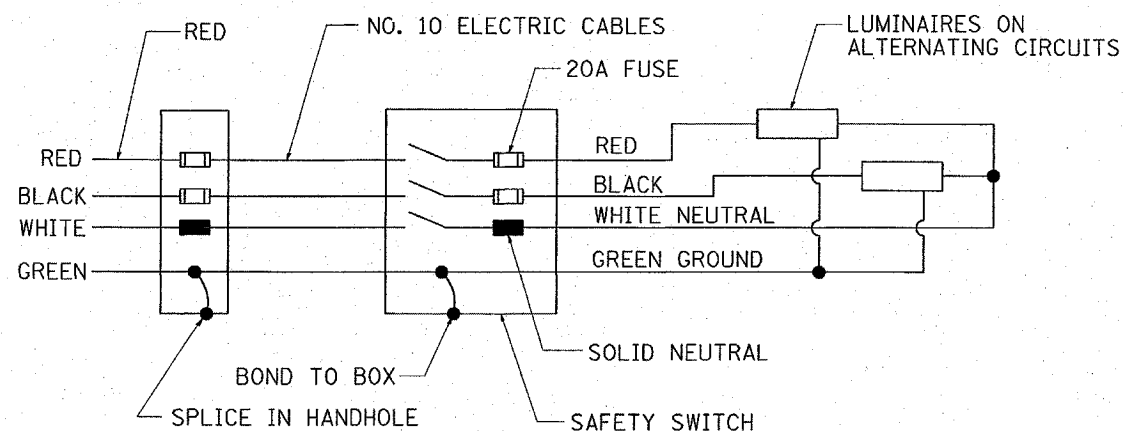 RED
NO. 10 ELECTRIC CABLES
LUMINAIRES ON
ALTERNATING CIRCUITS
20A FUSE
RED
RED
BLACK
BLACK
WHITE
WHITE NEUTRAL
GREEN
GREEN GROUND
SOLID NEUTRAL
BOND TO BOX
SPLICE IN HANDHOLE
SAFETY SWITCH